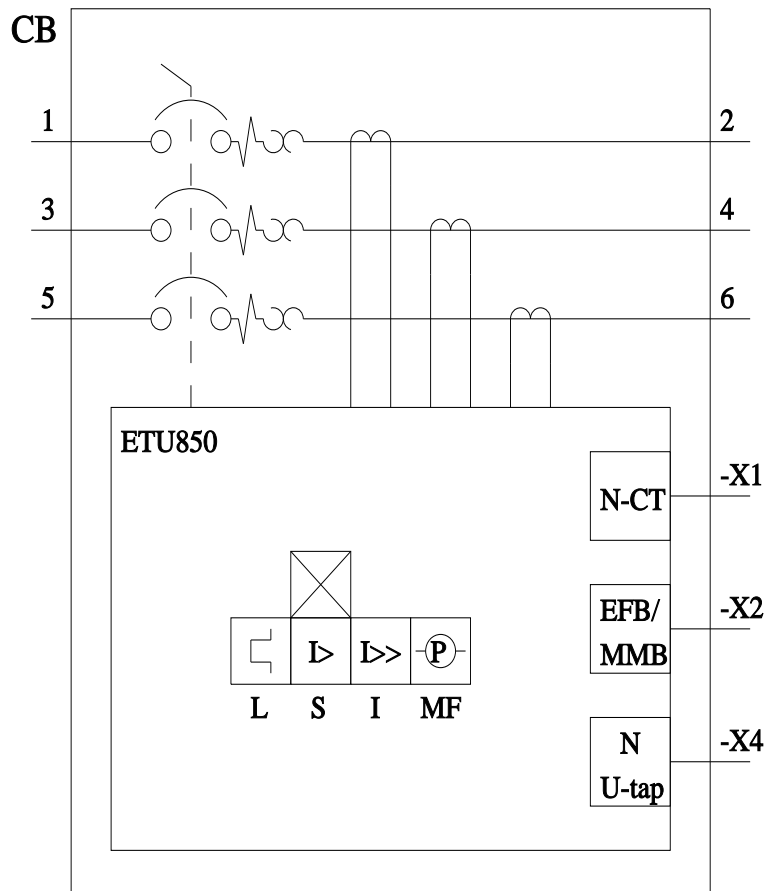 CB
1 2
3 4
5 6
ETU850
N-CT -X1
EFB/ -X2
MMB
I> I>> P
L S I MF
N -X4
U-tap